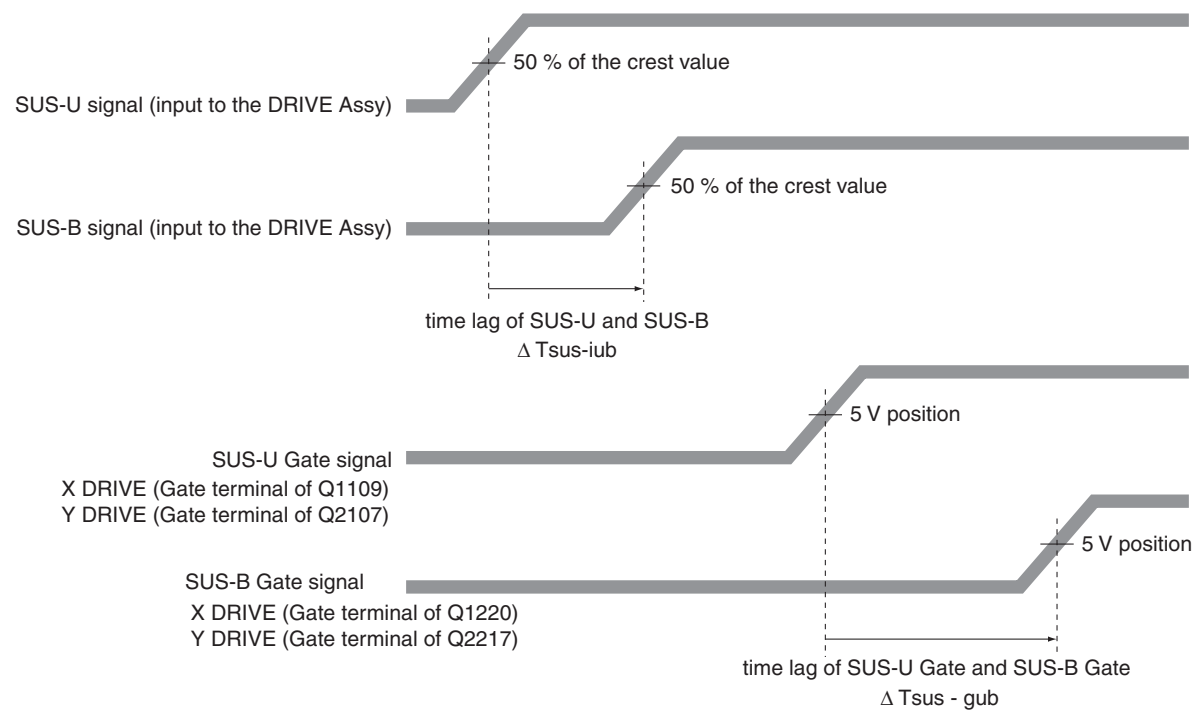 50 % of the crest value
SUS-U signal (input to the DRIVE Assy)
50 % of the crest value
SUS-B signal (input to the DRIVE Assy)
time lag of SUS-U and SUS-B
Δ Tsus-iub
5 V position
SUS-U Gate signal
X DRIVE (Gate terminal of Q1109)
Y DRIVE (Gate terminal of Q2107)
5 V position
SUS-B Gate signal
X DRIVE (Gate terminal of Q1220)
Y DRIVE (Gate terminal of Q2217)
time lag of SUS-U Gate and SUS-B Gate
Δ Tsus - gub